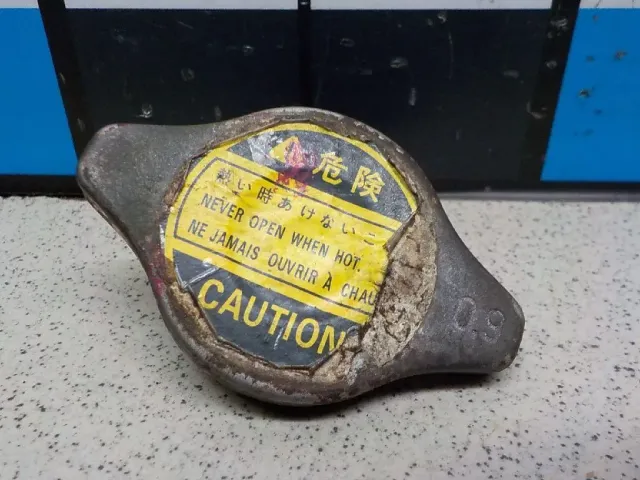 危険
熱い時あけないこ
NEVER OPEN WHEN HOT.
NE JAMAIS OUVRIR À CHAU
CAUTION
0.9